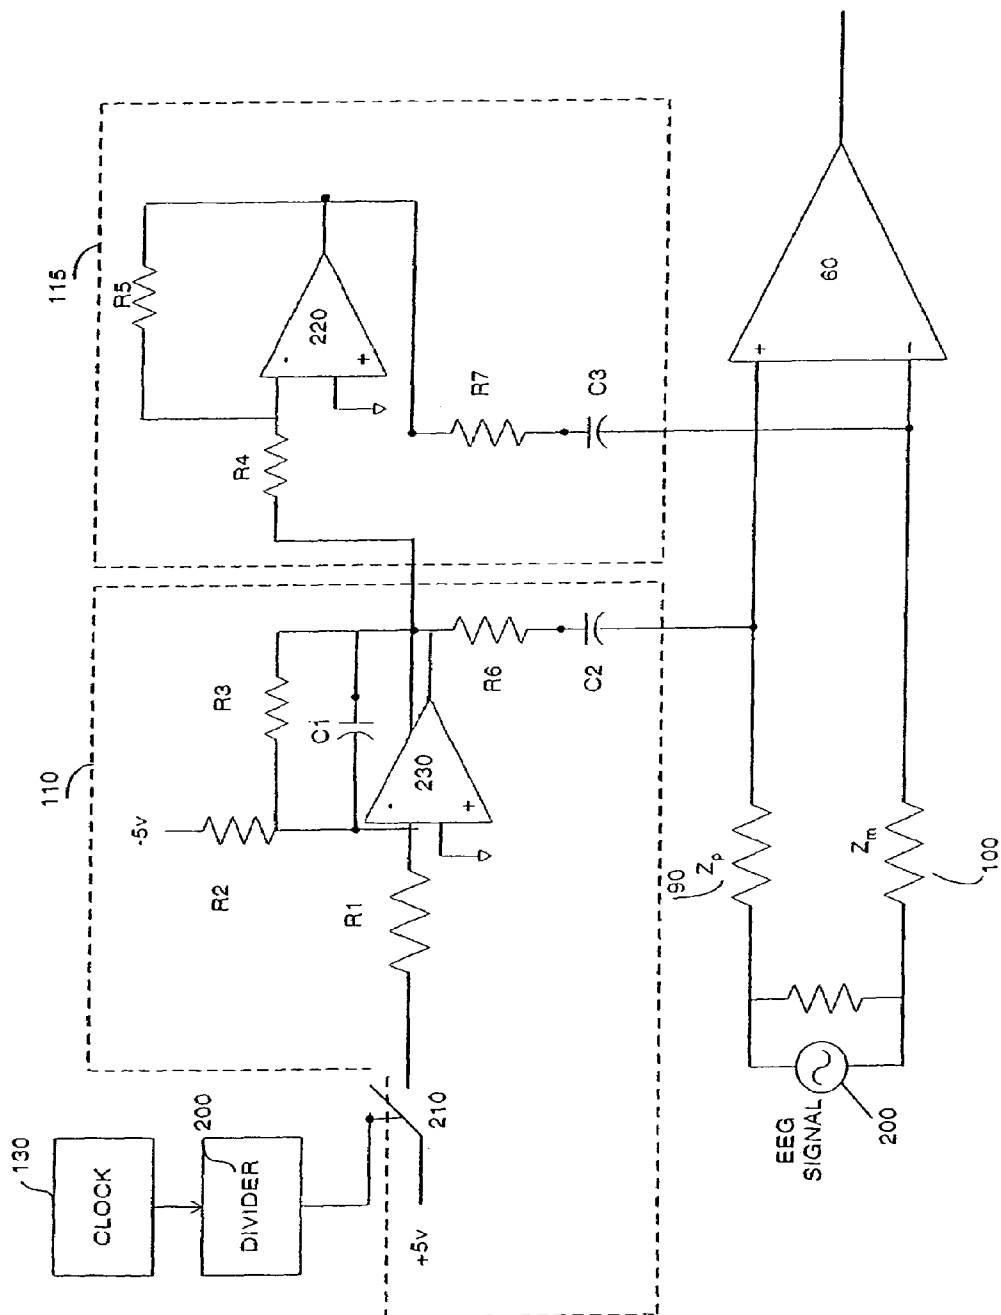 130
CLOCK
200
DIVIDER
+5v
210
110
-5v
R2
R3
C1
R1
-
+
230
R6
C2
115
R5
R4
-
+
220
R7
C3
EEG
SIGNAL
200
90
Zp
Zm
100
+
-
60